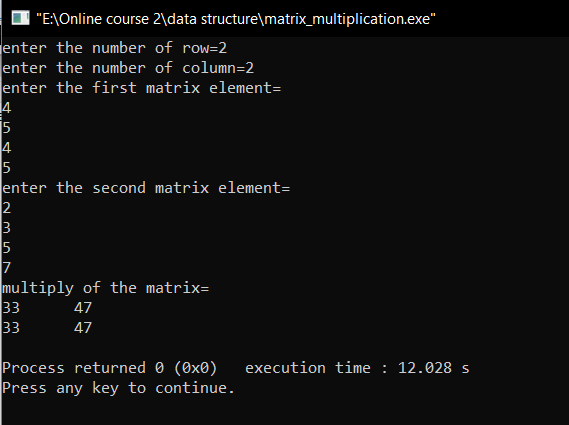 "E:\Online course 2\data structure\matrix_multiplication.exe"
enter the number of row=2
enter the number of column=2
enter the first matrix element=
4
5
4
5
enter the second matrix element=
2
3
5
7
multiply of the matrix=
33      47
33      47
Process returned 0 (0x0)   execution time : 12.028 s
Press any key to continue.